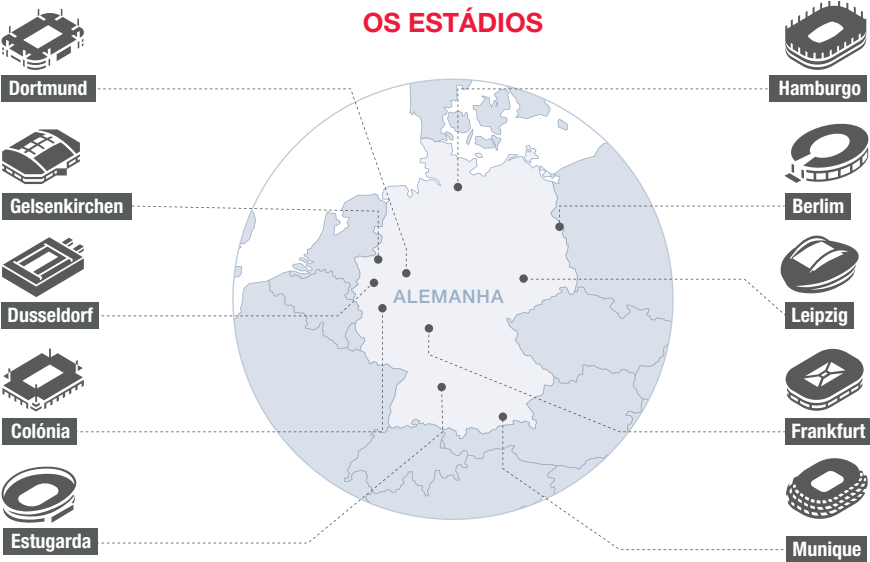 OS ESTÁDIOS
Dortmund
Hamburgo
Gelsenkirchen
Berlim
Dusseldorf
Leipzig
ALEMANHA
Colónia
Frankfurt
Estugarda
Munique